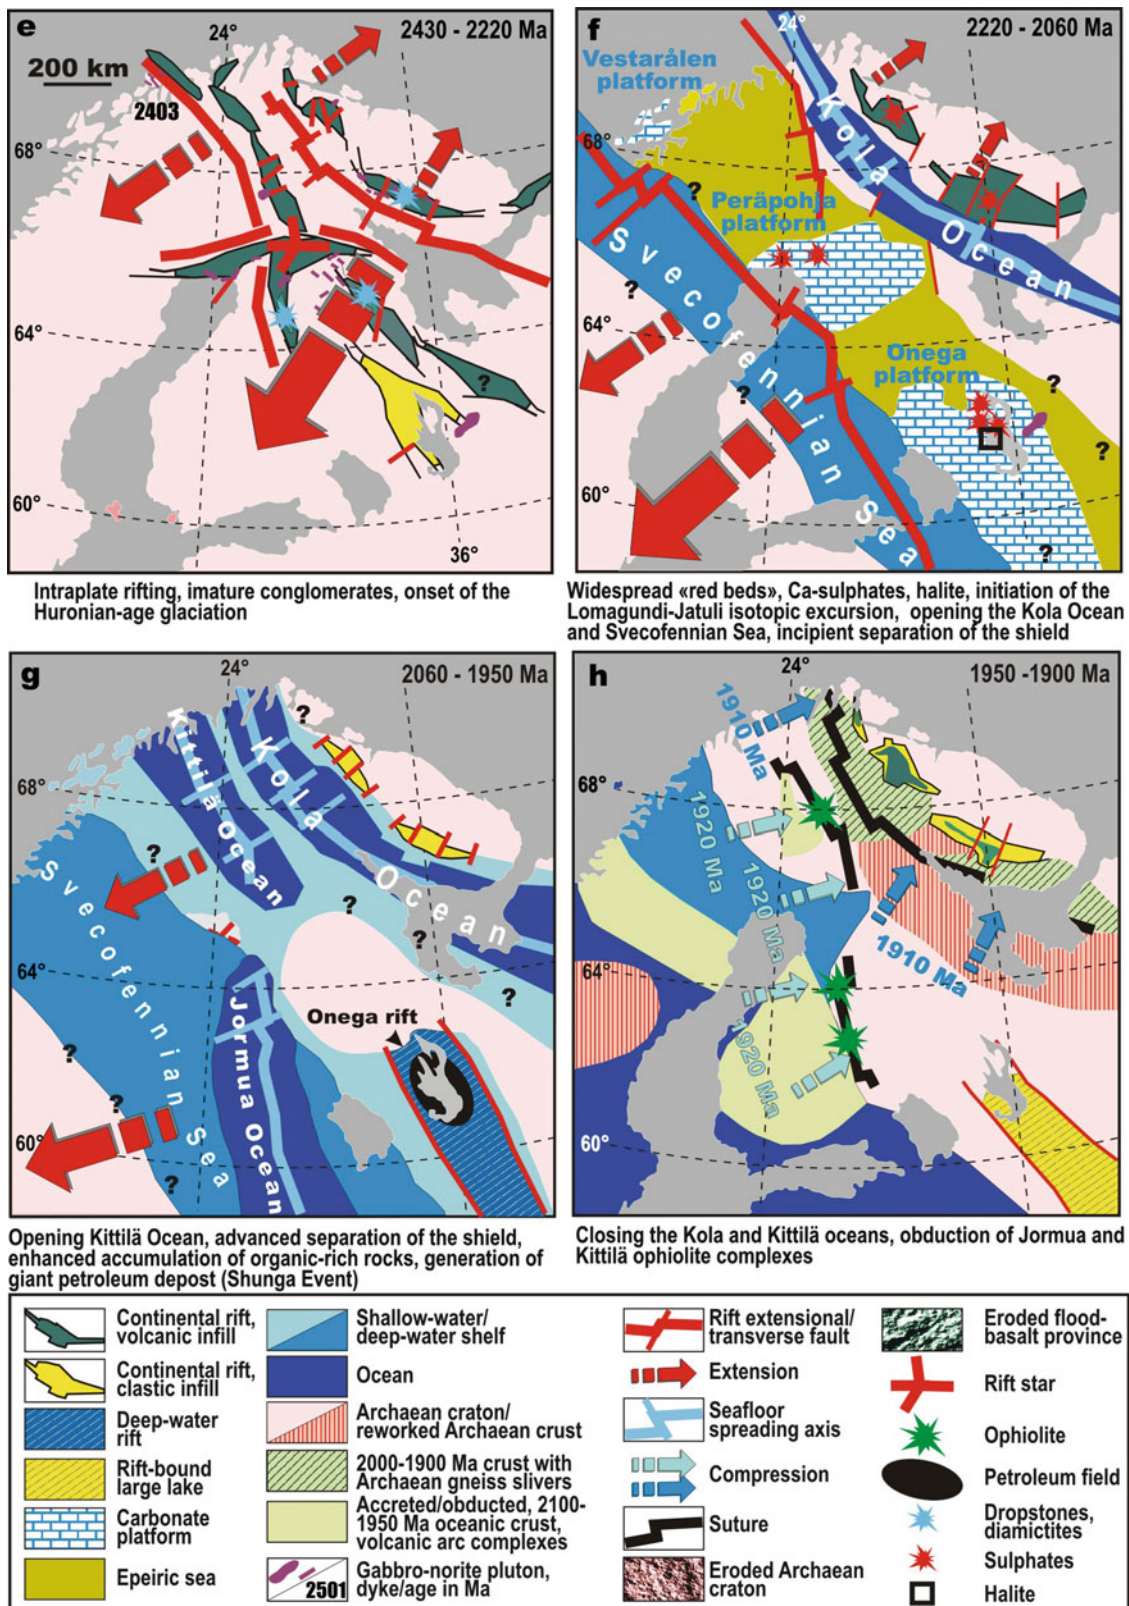 e
24°
2430 - 2220 Ma
200 km
2403
68°
64°
?
60°
36°
Intraplate rifting, imature conglomerates, onset of
the Huronian-age glaciation
f
24°
2220 - 2060 Ma
Vestarålen
platform
68°
Kola Ocean
?
Peräpohja
platform
Svecofennian Sea
?
64°
Onega
platform
?
?
60°
?
?
Widespread «red beds», Ca-sulphates, halite, initiation of the
Lomagundi-Jatuli isotopic excursion, opening the Kola Ocean
and Svecofennian Sea, incipient separation of the shield
g
24°
2060 - 1950 Ma
?
Kittilä Ocean
Kola Ocean
68°
?
?
Svecofennian Sea
?
64°
?
Jormua Ocean
Onega rift
?
?
60°
?
Opening Kittilä Ocean, advanced separation of the shield,
enhanced accumulation of organic-rich rocks, generation of
giant petroleum depost (Shunga Event)
h
24°
1950-1900 Ma
1910 Ma
68°
1920 Ma
1920 Ma
1910 Ma
64°
1920 Ma
60°
Closing the Kola and Kittilä oceans, obduction of Jormua and
Kittilä ophiolite complexes
Continental rift,
volcanic infill
Continental rift,
clastic infill
Deep-water
rift
Rift-bound
large lake
Carbonate
platform
Epeiric sea
Shallow-water/
deep-water shelf
Ocean
Archaean craton/
reworked Archaean crust
2000-1900 Ma crust with
Archaean gneiss slivers
Accreted/obducted, 2100-
1950 Ma oceanic crust,
volcanic arc complexes
2501
Gabbro-norite pluton,
dyke/age in Ma
Rift extensional/
transverse fault
Extension
Seafloor
spreading axis
Compression
Suture
Eroded Archaean
craton
Eroded flood-
basalt province
Rift star
Ophiolite
Petroleum field
Dropstones,
diamictites
Sulphates
Halite